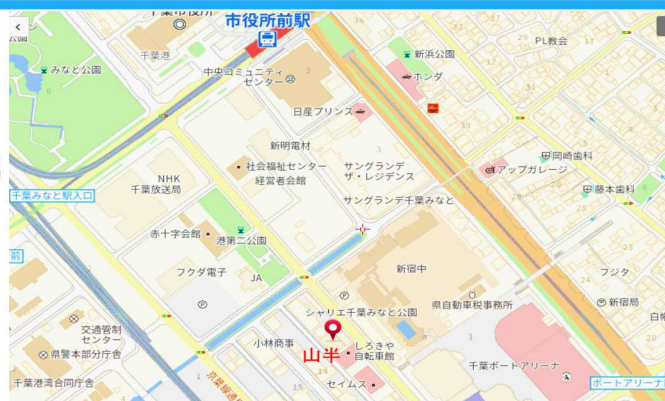 千葉市役所
市役所前駅
PL教会
千葉港
新浜公園
みなと公園
中央コミュニティ
センター
ホンダ
日産プリンス
新明電材
岡崎歯科
社会福祉センター
サングランデ
ザ・レジデンス
アップガレージ
NHK
千葉放送局
経営者会館
藤本歯科
千葉みなと駅入口
サングランデ千葉みなと
赤十字会館
港第二公園
前
フクダ電子
JA
新宿中
フジタ
県自動車税事務所
新宿局
シャリエ千葉みなと公園
交通管制
センター
小林商事
山半
しろきや
自転車館
県警本部分庁舎
千葉ポートアリーナ
千葉港湾合同庁舎
京葉線
セイムス
ポートアリーナ